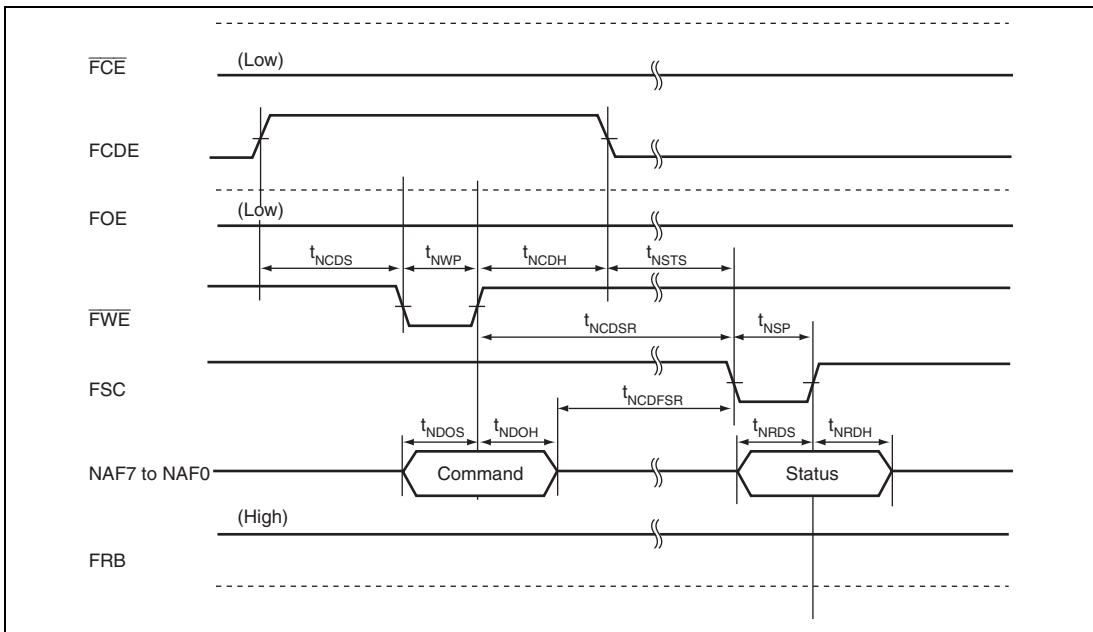 FCE (Low)
FCDE
FOE (Low)
tNCDS tNWP tNCDH tNSTS
FWE
tNCDSR tNSP
FSC
tNCDFSR
tNDOS tNDOH tNRDS tNRDH
NAF7 to NAF0 Command Status
(High)
FRB